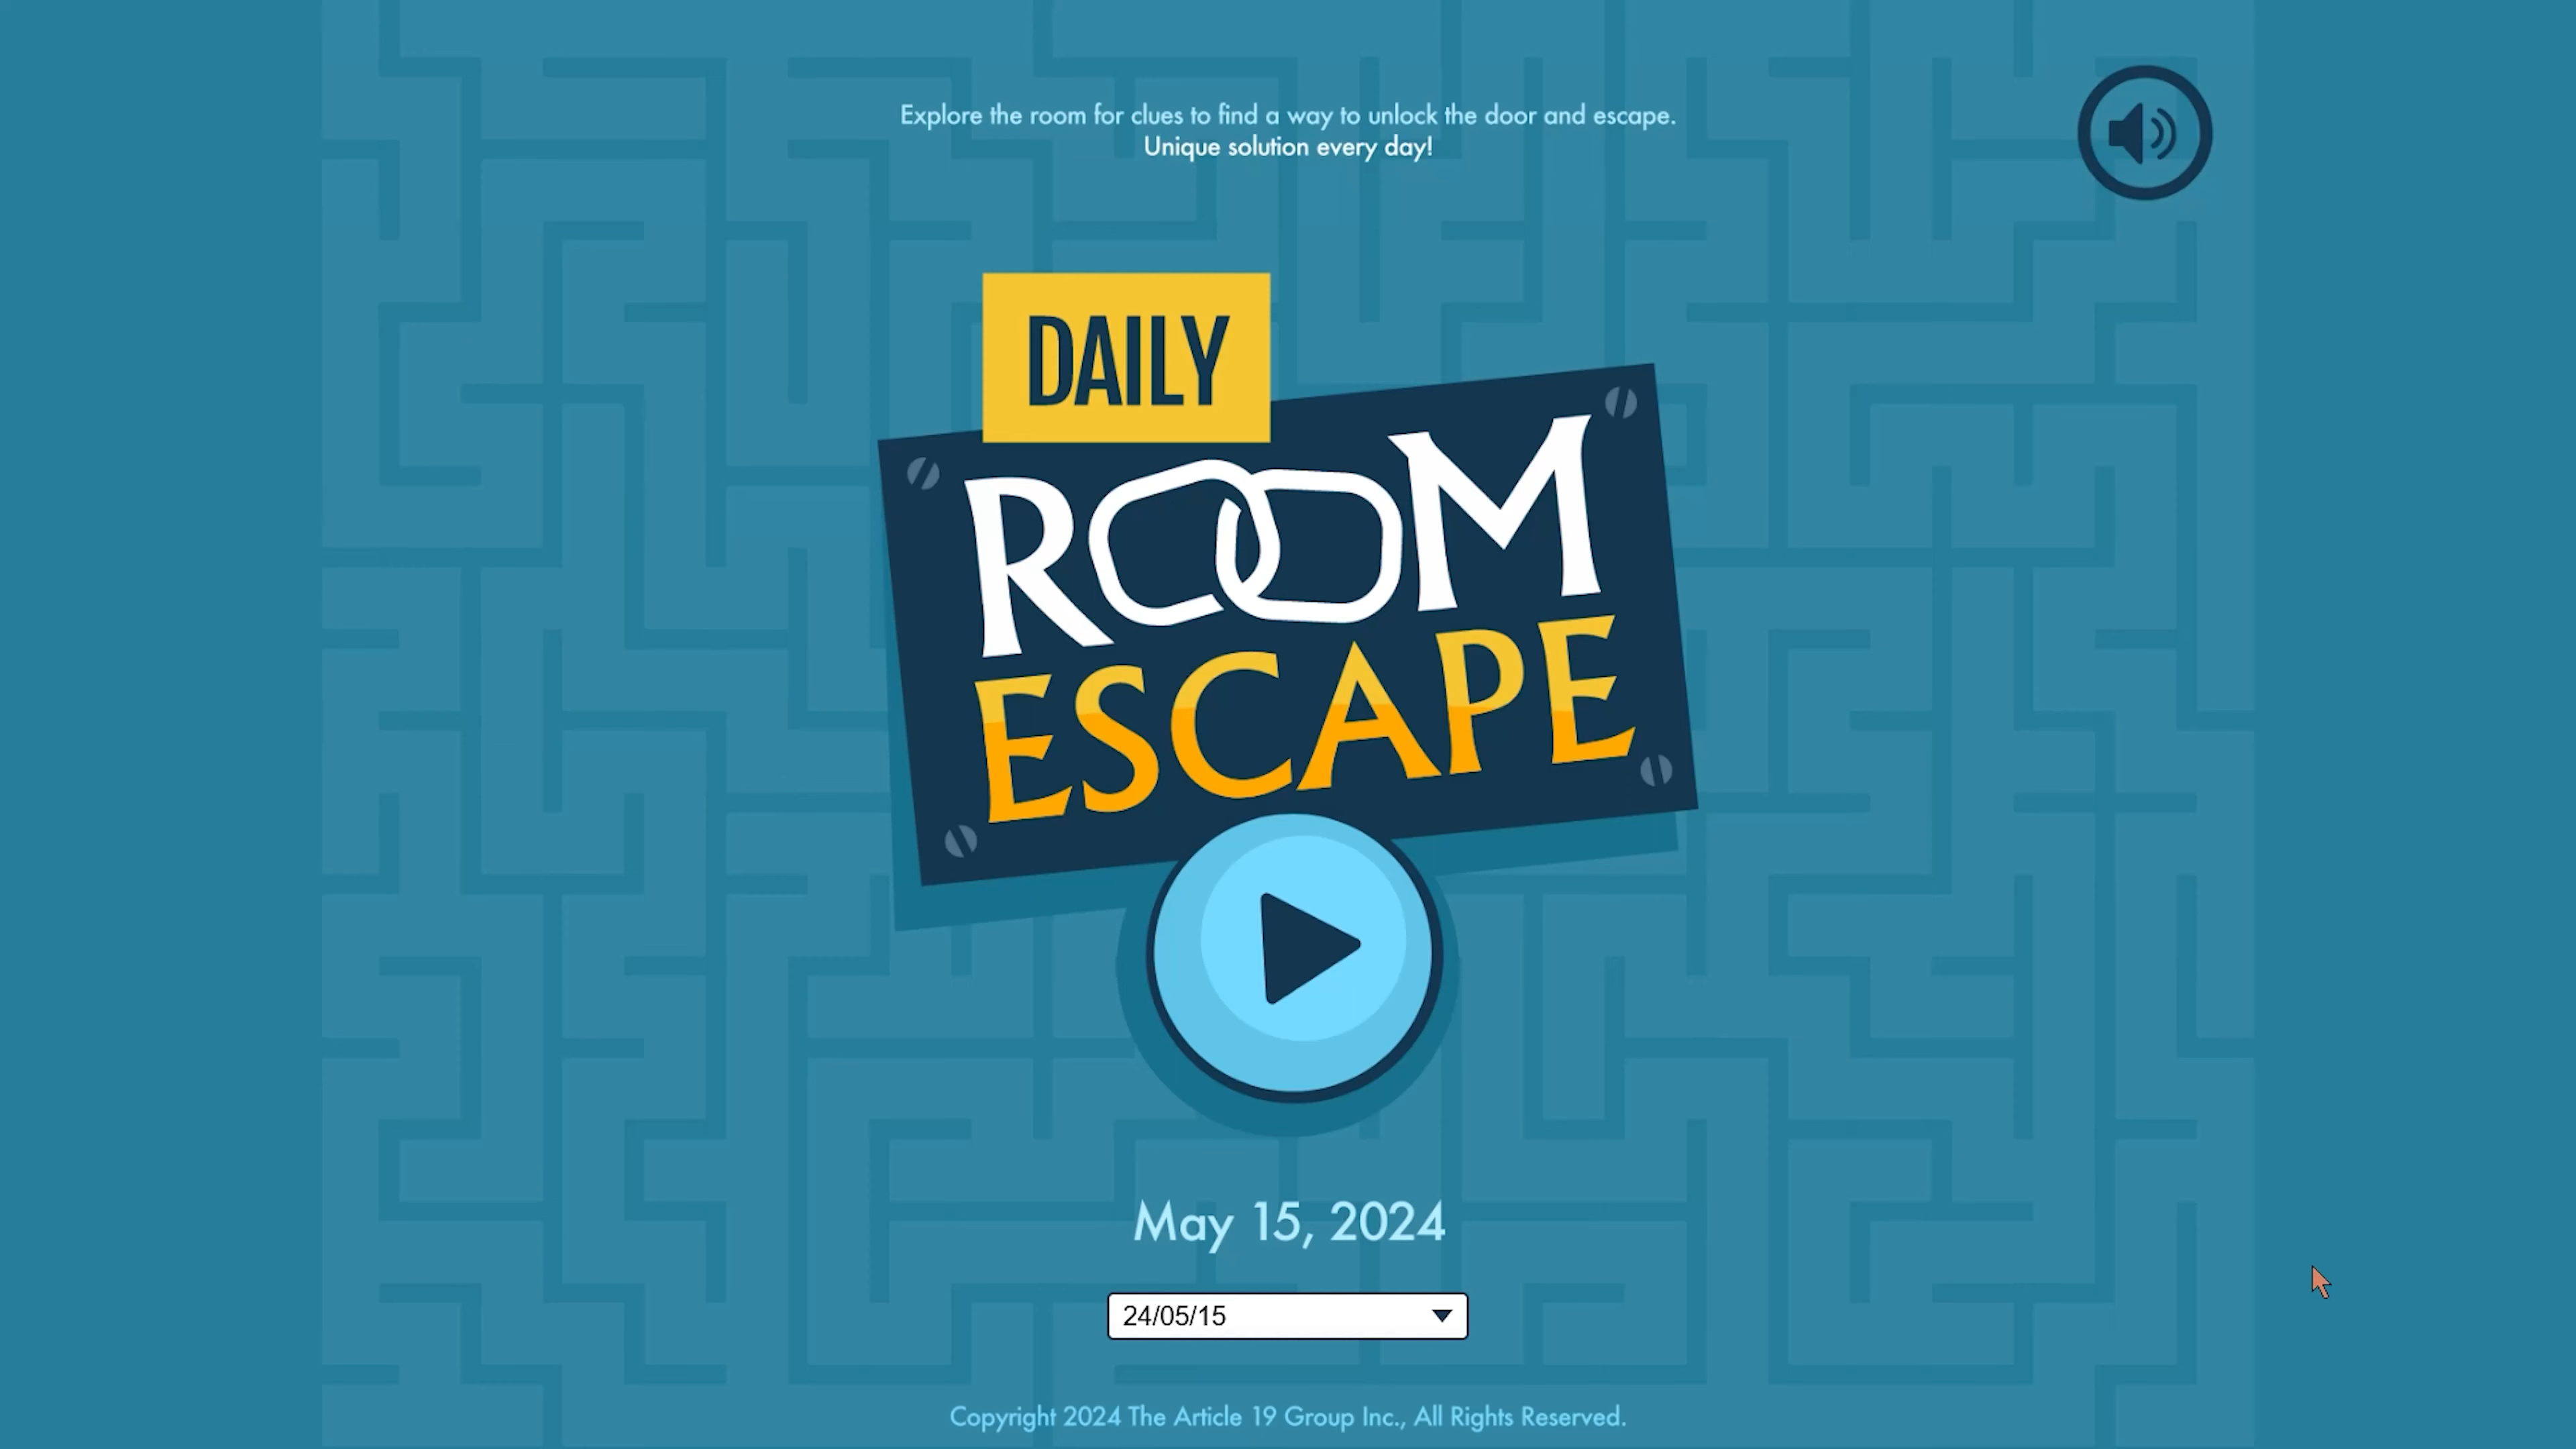 Explore the room for clues to find a way to unlock the door and escape.
Unique solution every day!
DAILY
ROOM
ESCAPE
May 15, 2024
24/05/15
Copyright 2024 The Article 19 Group Inc., All Rights Reserved.